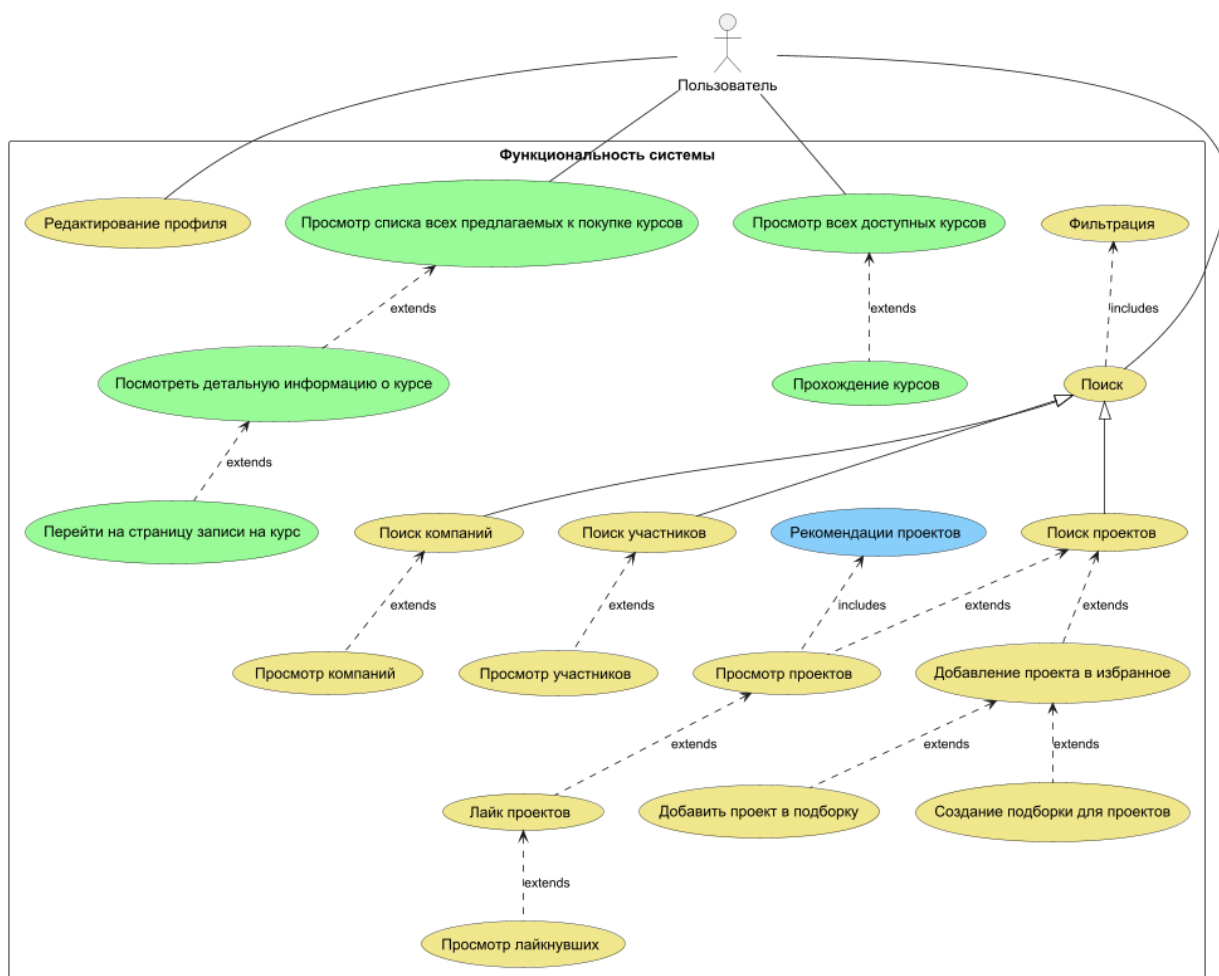 Пользователь
Функциональность системы
Редактирование профиля
Просмотр списка всех предлагаемых к покупке курсов
Просмотр всех доступных курсов
Фильтрация
extends
extends
includes
Посмотреть детальную информацию о курсе
Прохождение курсов
Поиск
extends
Перейти на страницу записи на курс
Поиск компаний
Поиск участников
Рекомендации проектов
Поиск проектов
extends
extends
includes
extends
extends
Просмотр компаний
Просмотр участников
Просмотр проектов
Добавление проекта в избранное
extends
extends
extends
Лайк проектов
Добавить проект в подборку
Создание подборки для проектов
extends
Просмотр лайкнувших